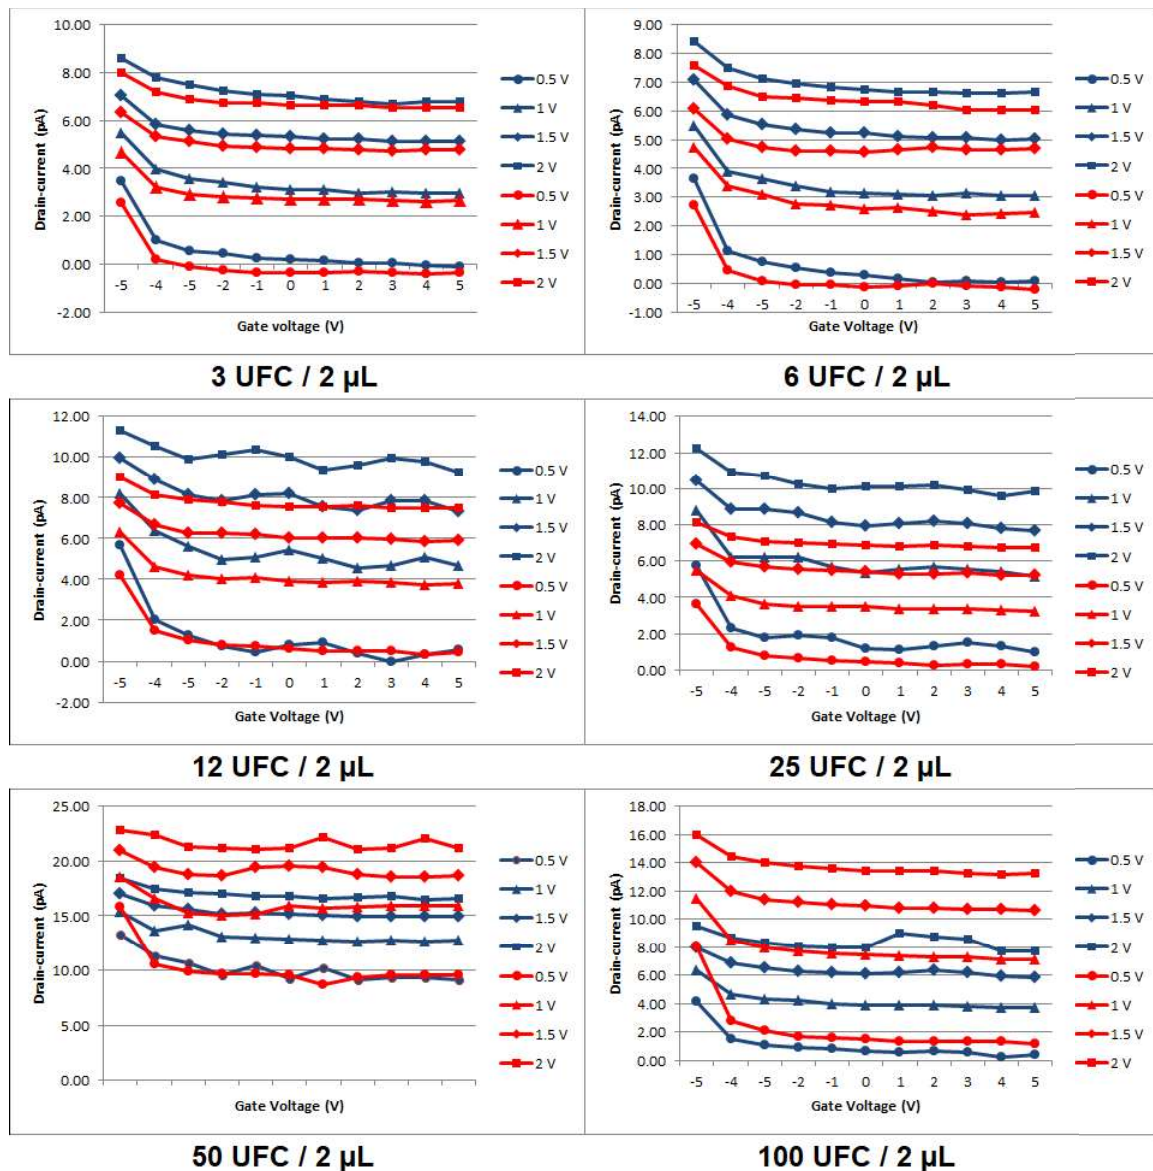 10.00
8.00
6.00
4.00
2.00
0.00
-2.00
Drain-current (pA)
-5 -4 -5 -2 -1 0 1 2 3 4 5
Gate voltage (V)
0.5 V
1 V
1.5 V
2 V
0.5 V
1 V
1.5 V
2 V
3 UFC / 2 µL
9.00
8.00
7.00
6.00
5.00
4.00
3.00
2.00
1.00
0.00
-1.00
Drain-current (pA)
-5 -4 -5 -2 -1 0 1 2 3 4 5
Gate Voltage (V)
0.5 V
1 V
1.5 V
2 V
0.5 V
1 V
1.5 V
2 V
6 UFC / 2 µL
12.00
10.00
8.00
6.00
4.00
2.00
0.00
-2.00
Drain-current (pA)
-5 -4 -5 -2 -1 0 1 2 3 4 5
Gate Voltage (V)
0.5 V
1 V
1.5 V
2 V
0.5 V
1 V
1.5 V
2 V
12 UFC / 2 µL
14.00
12.00
10.00
8.00
6.00
4.00
2.00
0.00
Drain-current (pA)
-5 -4 -5 -2 -1 0 1 2 3 4 5
Gate Voltage (V)
0.5 V
1 V
1.5 V
2 V
0.5 V
1 V
1.5 V
2 V
25 UFC / 2 µL
25.00
20.00
15.00
10.00
5.00
0.00
Drain-current (pA)
Gate Voltage (V)
0.5 V
1 V
1.5 V
2 V
0.5 V
1 V
1.5 V
2 V
50 UFC / 2 µL
18.00
16.00
14.00
12.00
10.00
8.00
6.00
4.00
2.00
0.00
Drain-current (pA)
-5 -4 -5 -2 -1 0 1 2 3 4 5
Gate Voltage (V)
0.5 V
1 V
1.5 V
2 V
0.5 V
1 V
1.5 V
2 V
100 UFC / 2 µL